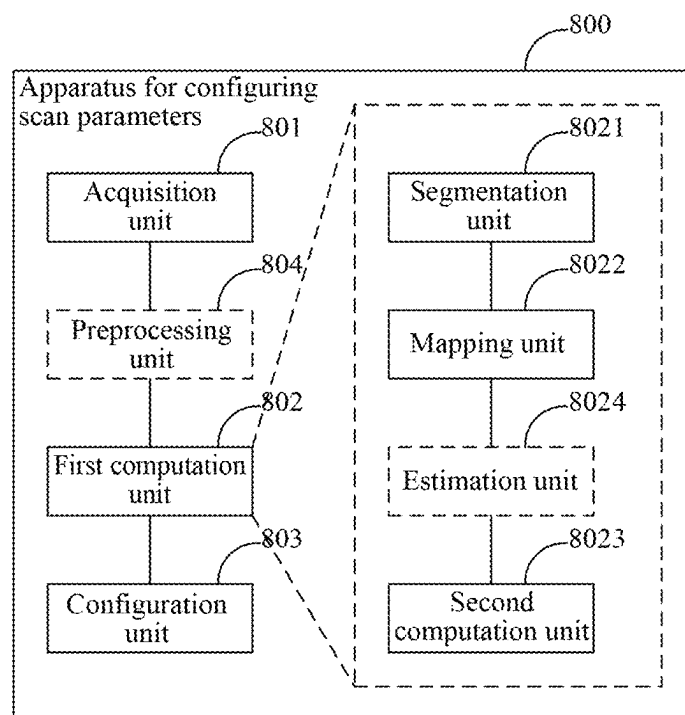 800
Apparatus for configuring
scan parameters
801
Acquisition
unit
804
Preprocessing
unit
802
First computation
unit
803
Configuration
unit
8021
Segmentation
unit
8022
Mapping unit
8024
Estimation unit
8023
Second
computation unit